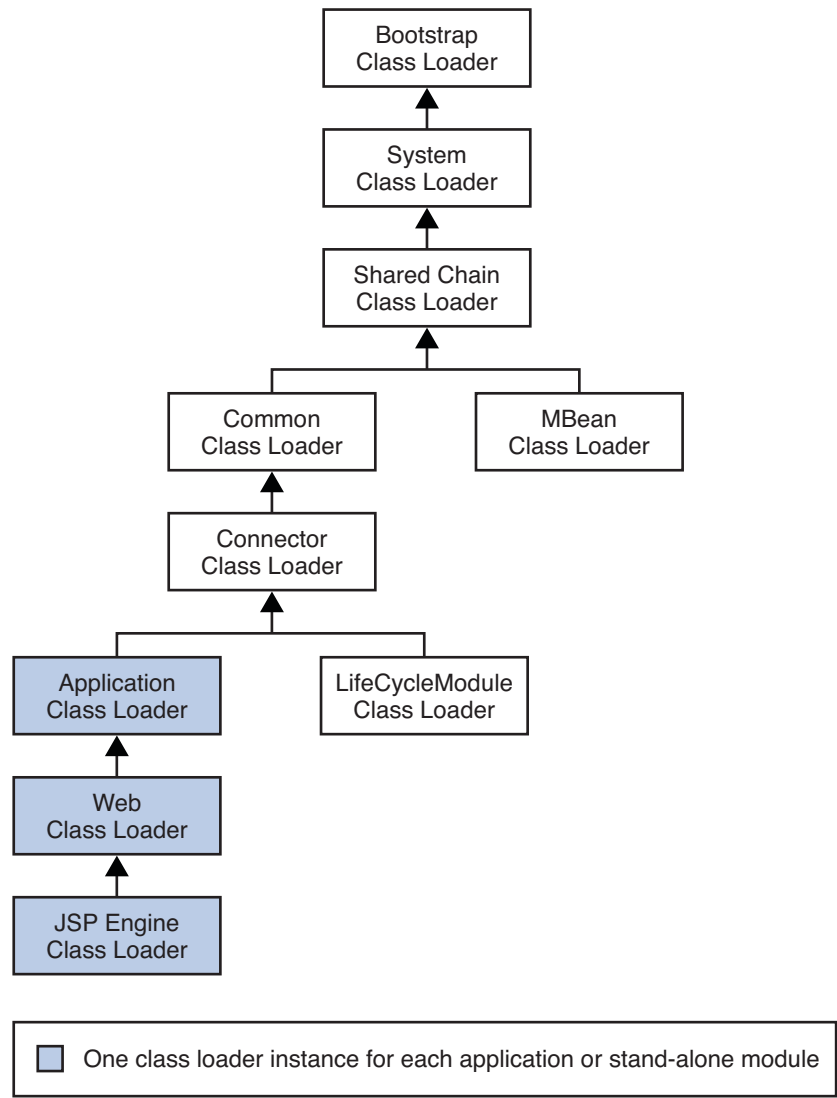 Bootstrap
Class Loader
System
Class Loader
Shared Chain
Class Loader
Common
Class Loader
MBean
Class Loader
Connector
Class Loader
Application
Class Loader
LifeCycleModule
Class Loader
Web
Class Loader
JSP Engine
Class Loader
One class loader instance for each application or stand-alone module